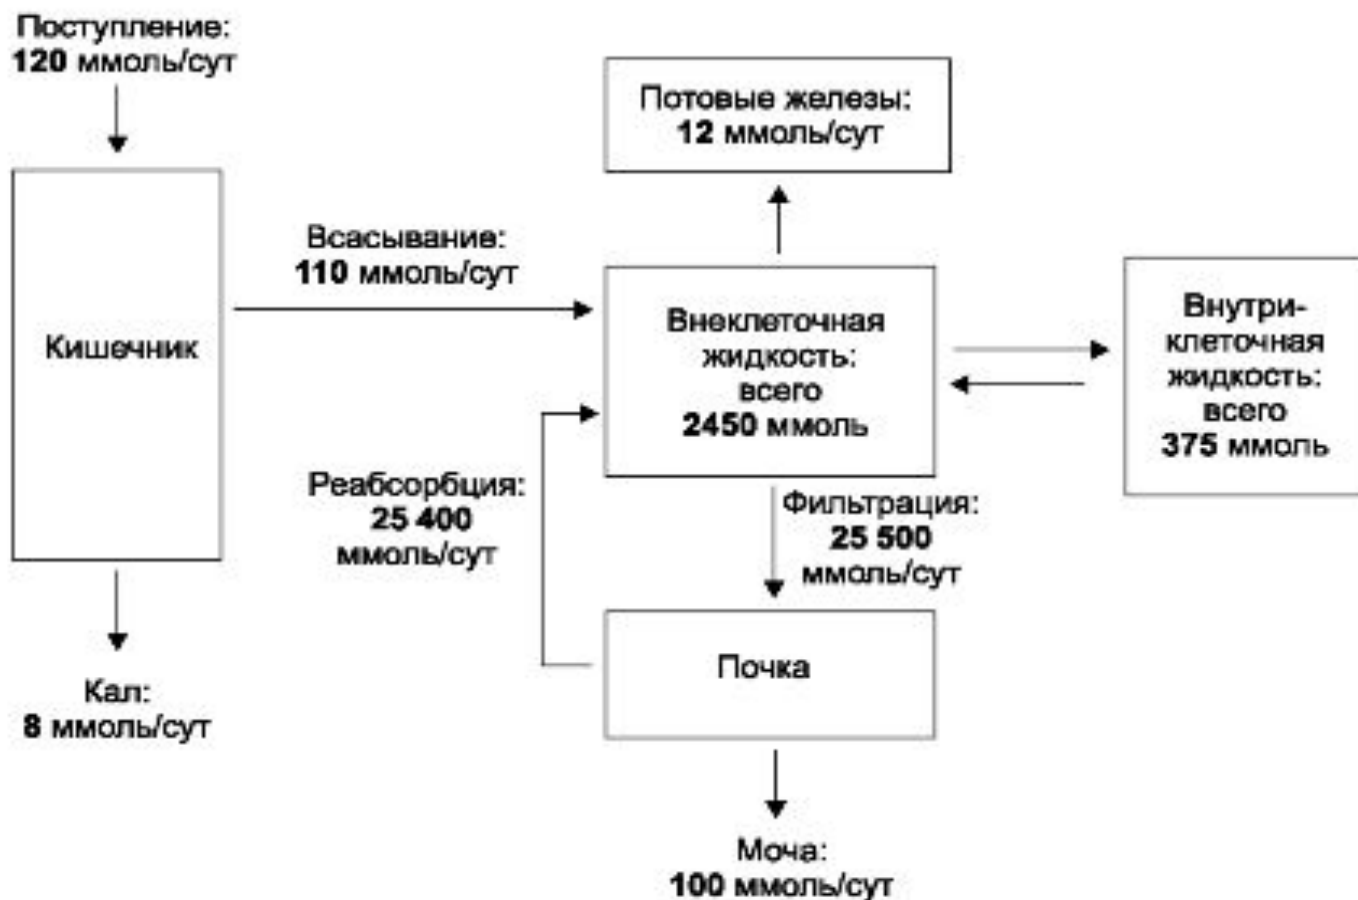 Поступление:
120 ммоль/сут
Потовые железы:
12 ммоль/сут
Всасывание:
110 ммоль/сут
Кишечник
Внеклеточная
жидкость:
всего
2450 ммоль
Внутри-
клеточная
жидкость:
всего
375 ммоль
Реабсорбция:
25 400
ммоль/сут
Фильтрация:
25 500
ммоль/сут
Почка
Кал:
8 ммоль/сут
Моча:
100 ммоль/сут